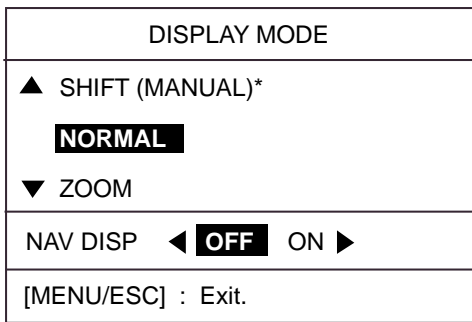 DISPLAY MODE
▲ SHIFT (MANUAL)*
NORMAL
▼ ZOOM
NAV DISP ◀ OFF ON ▶
[MENU/ESC] : Exit.